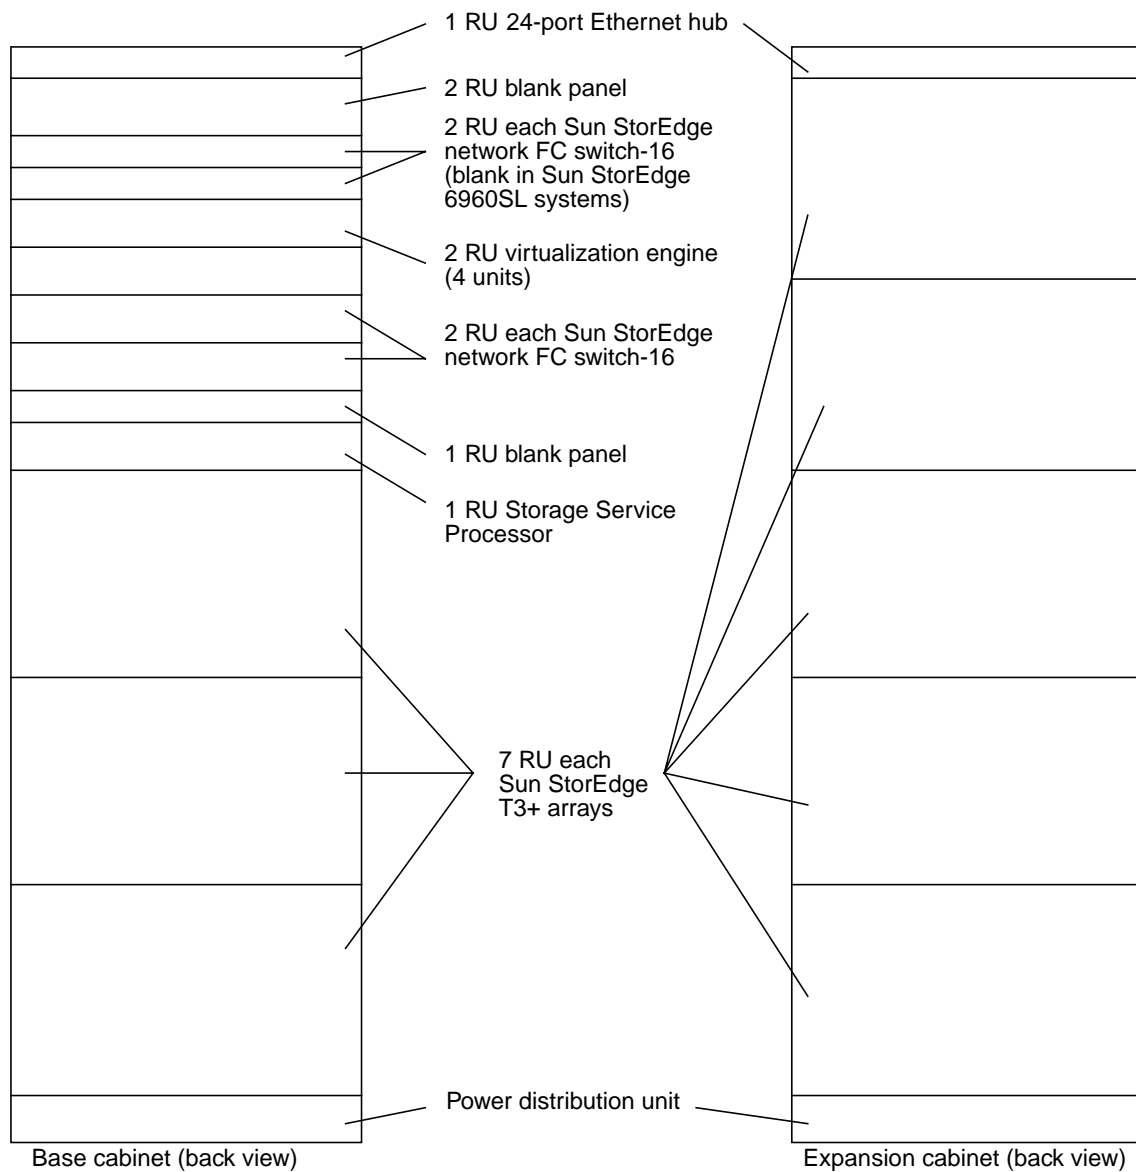 1 RU 24-port Ethernet hub
2 RU blank panel
2 RU each Sun StorEdge
network FC switch-16
(blank in Sun StorEdge
6960SL systems)
2 RU virtualization engine
(4 units)
2 RU each Sun StorEdge
network FC switch-16
1 RU blank panel
1 RU Storage Service
Processor
7 RU each
Sun StorEdge
T3+ arrays
Power distribution unit
Base cabinet (back view)
Expansion cabinet (back view)